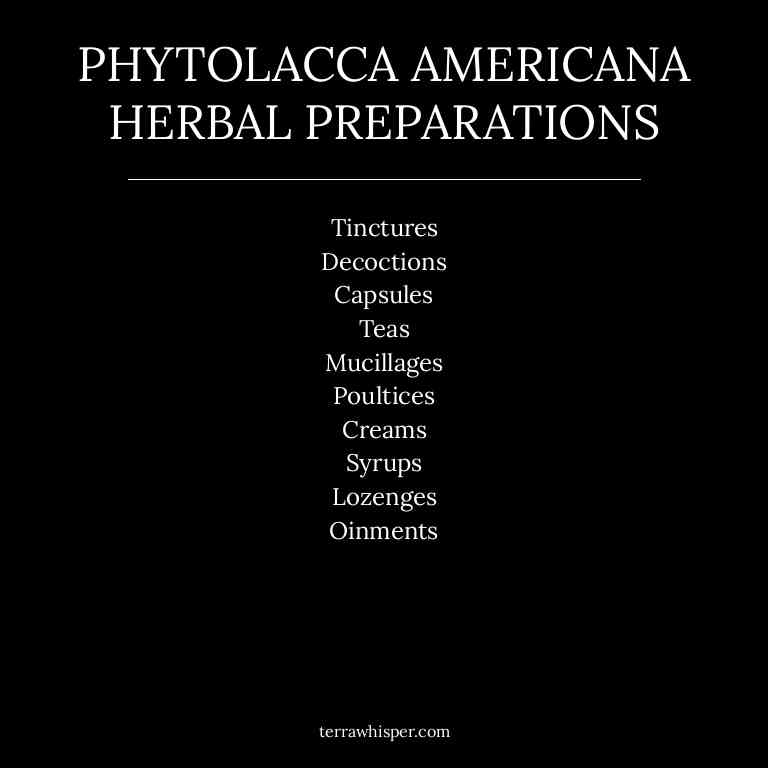 PHYTOLACCA AMERICANA
HERBAL PREPARATIONS
Tinctures
Decoctions
Capsules
Teas
Mucillages
Poultices
Creams
Syrups
Lozenges
Oinments
terrawhisper.com